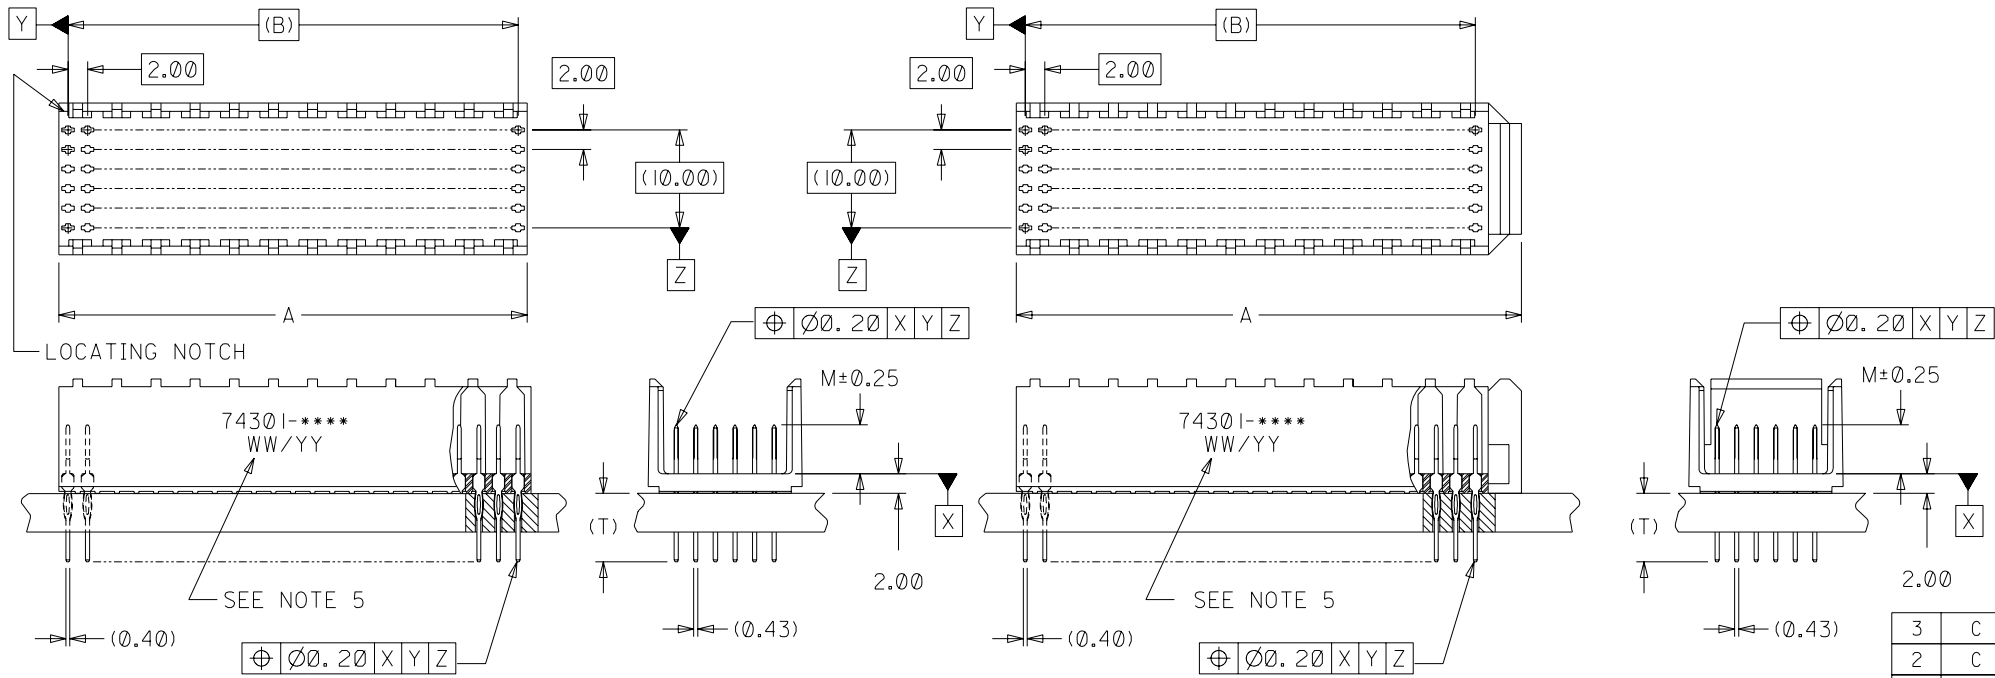 Y (B) Y (B)
2.00 2.00 2.00 2.00
(10.00) (10.00)
Z Z
A A
⌖ Ø0.20 X Y Z ⌖ Ø0.20 X Y Z
LOCATING NOTCH
M±0.25 M±0.25
74301-**** 74301-****
WW/YY WW/YY
(T) X (T) X
2.00 2.00
SEE NOTE 5 SEE NOTE 5
(0.40) (0.43) (0.40) (0.43)
⌖ Ø0.20 X Y Z ⌖ Ø0.20 X Y Z
3 C
2 C